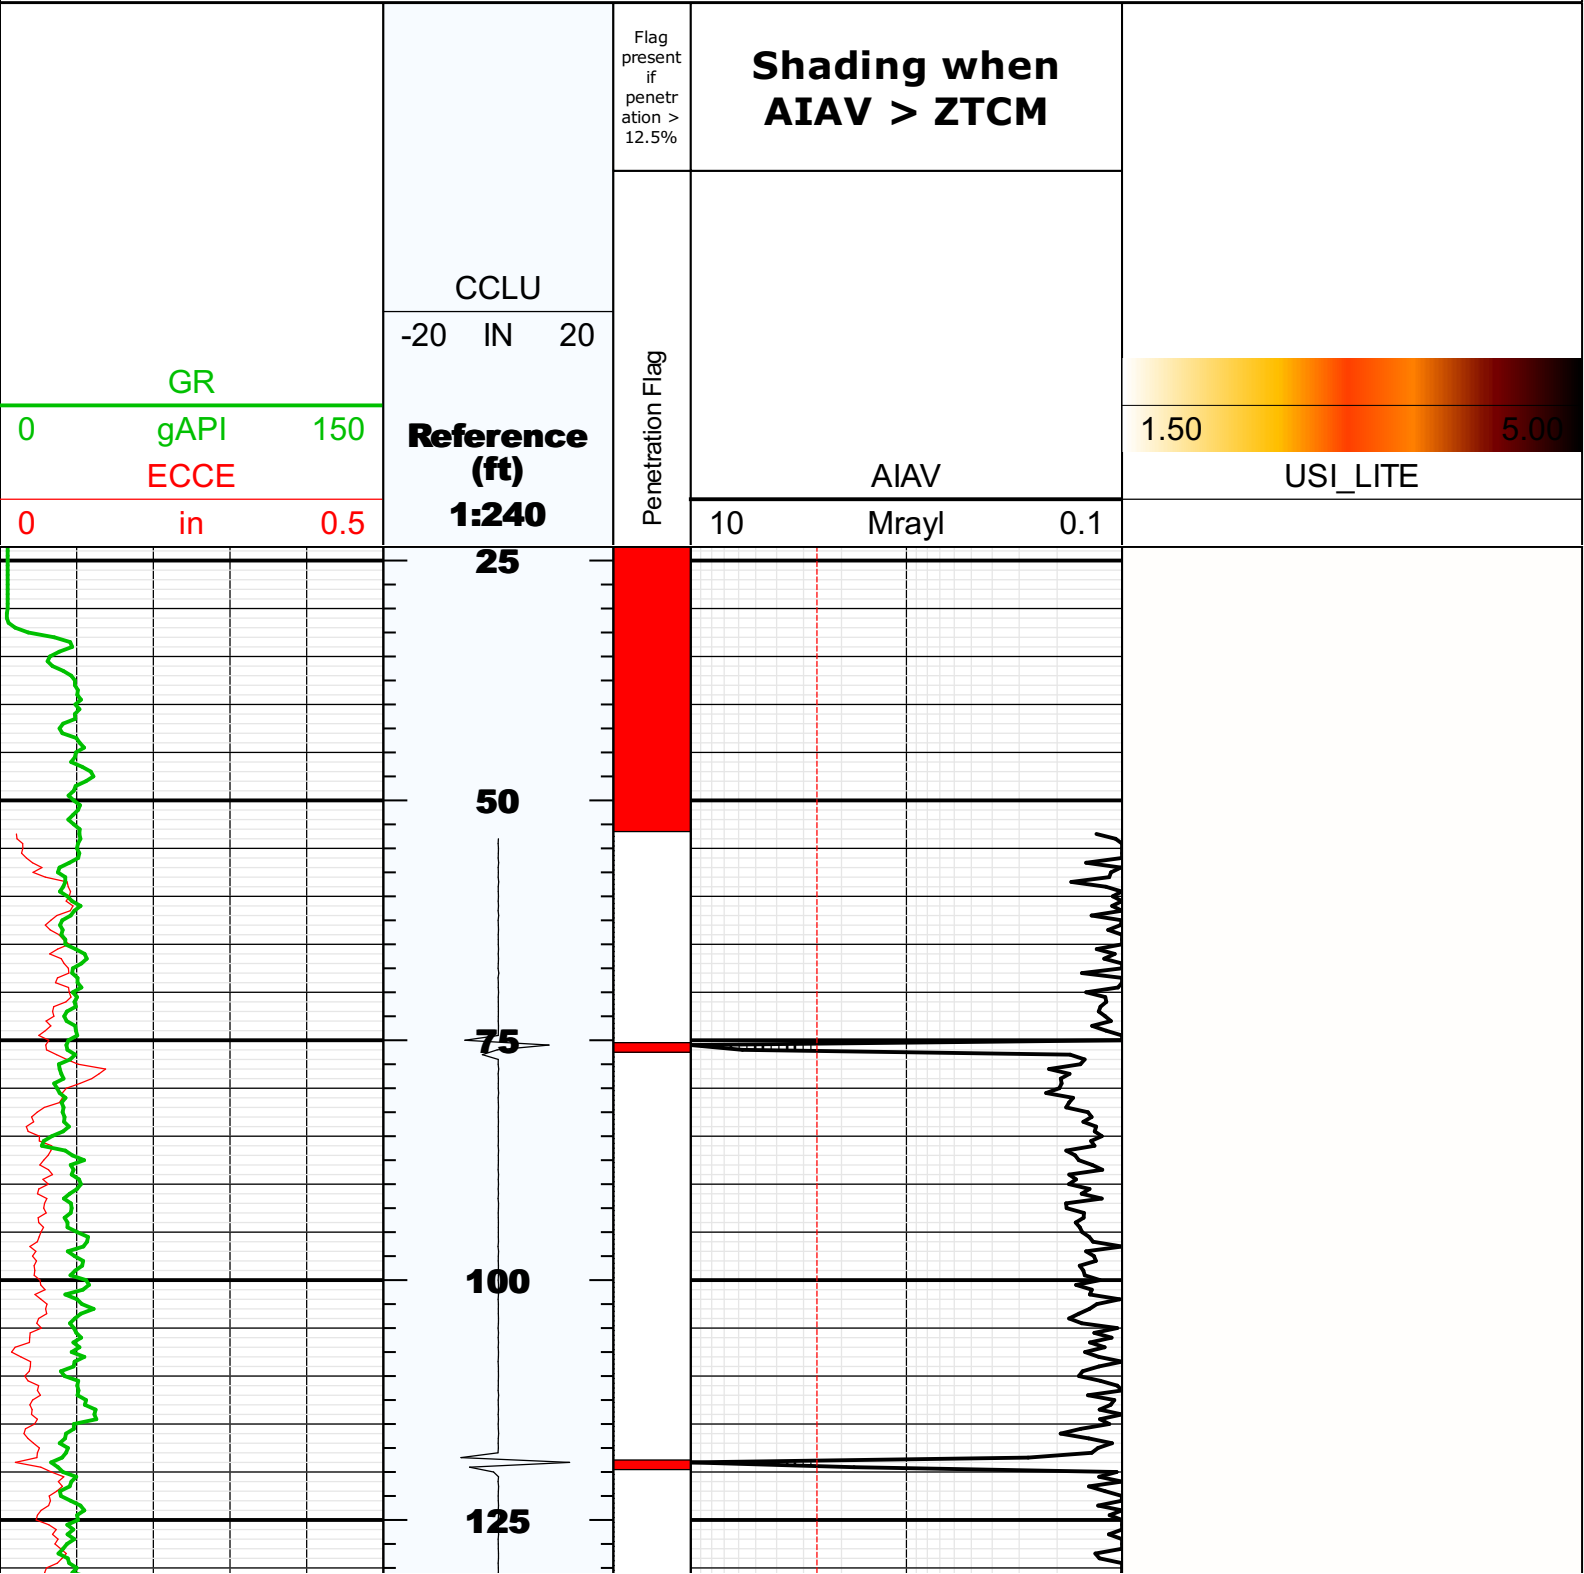 Flag
present
if
penetr
ation >
12.5%
Shading when
AIAV > ZTCM
CCLU
-20 IN 20
GR
0 gAPI 150
ECCE
0 in 0.5
Reference
(ft)
1:240
Penetration Flag
AIAV
10 Mrayl 0.1
1.50 5.00
USI_LITE
25
50
75
100
125